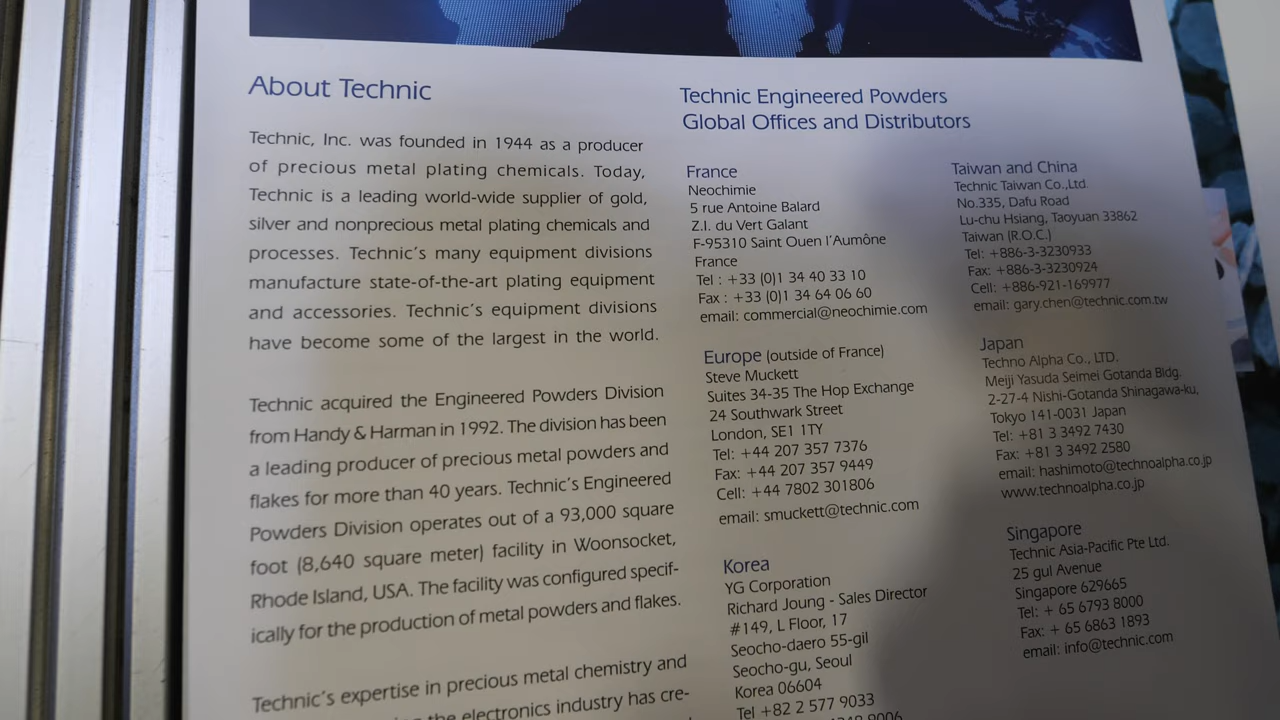 About Technic
Technic, Inc. was founded in 1944 as a producer
of precious metal plating chemicals. Today,
Technic is a leading world-wide supplier of gold,
silver and nonprecious metal plating chemicals and
processes. Technic's many equipment divisions
manufacture state-of-the-art plating equipment
and accessories. Technic's equipment divisions
have become some of the largest in the world.
Technic acquired the Engineered Powders Division
from Handy & Harman in 1992. The division has been
a leading producer of precious metal powders and
flakes for more than 40 years. Technic's Engineered
Powders Division operates out of a 93,000 square
foot (8,640 square meter) facility in Woonsocket,
Rhode Island, USA. The facility was configured specif-
ically for the production of metal powders and flakes.
Technic's expertise in precious metal chemistry and
the electronics industry has cre-
Technic Engineered Powders
Global Offices and Distributors
France
Neochimie
5 rue Antoine Balard
Z.I. du Vert Galant
F-95310 Saint Ouen l'Aumône
France
Tel : +33 (0)1 34 40 33 10
Fax : +33 (0)1 34 64 06 60
email: commercial@neochimie.com
Europe (outside of France)
Steve Muckett
Suites 34-35 The Hop Exchange
24 Southwark Street
London, SE1 1TY
Tel: +44 207 357 7376
Fax: +44 207 357 9449
Cell: +44 7802 301806
email: smuckett@technic.com
Korea
YG Corporation
Richard Joung - Sales Director
#149, L Floor, 17
Seocho-daero 55-gil
Seocho-gu, Seoul
Korea 06604
Tel +82 2 577 9033
Taiwan and China
Technic Taiwan Co.,Ltd.
No.335, Dafu Road
Lu-chu Hsiang, Taoyuan 33862
Taiwan (R.O.C.)
Tel: +886-3-3230933
Fax: +886-3-3230924
Cell: +886-921-169977
email: gary.chen@technic.com.tw
Japan
Techno Alpha Co., LTD.
Meiji Yasuda Seimei Gotanda Bldg.
2-27-4 Nishi-Gotanda Shinagawa-ku,
Tokyo 141-0031 Japan
Tel: +81 3 3492 7430
Fax: +81 3 3492 2580
email: hashimoto@technoalpha.co.jp
www.technoalpha.co.jp
Singapore
Technic Asia-Pacific Pte Ltd.
25 gul Avenue
Singapore 629665
Tel: + 65 6793 8000
Fax: + 65 6863 1893
email: info@technic.com